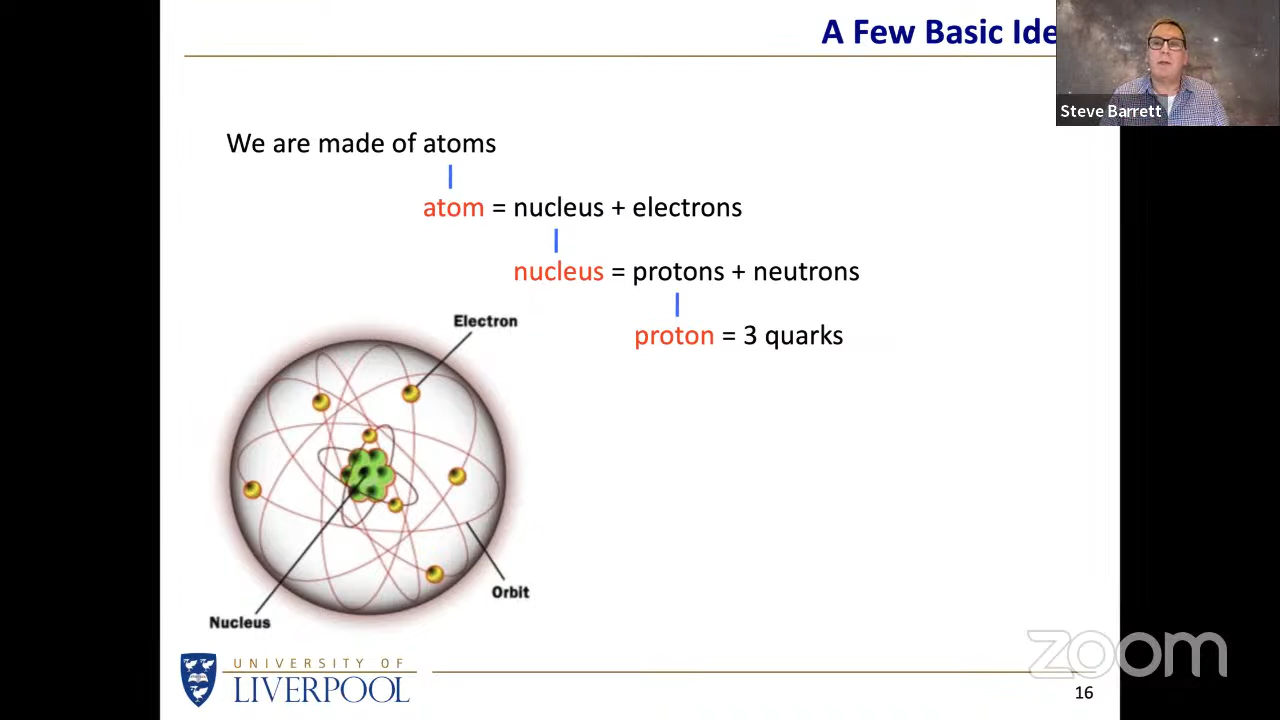 A Few Basic Ide
Steve Barrett
We are made of atoms
atom = nucleus + electrons
nucleus = protons + neutrons
proton = 3 quarks
Electron
Orbit
Nucleus
UNIVERSITY OF
LIVERPOOL
zoom
16